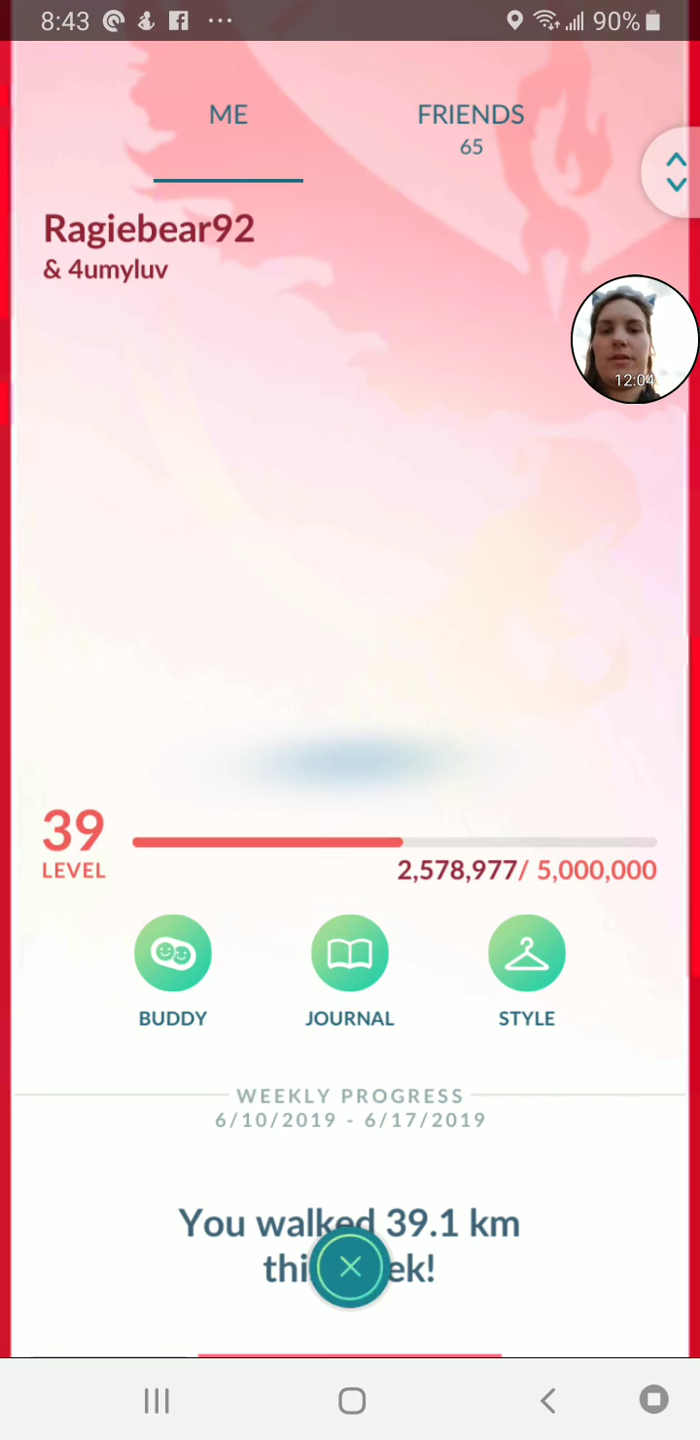 8:43 90%
ME FRIENDS
65
Ragiebear92
& 4umyluv
12:04
39
LEVEL
2,578,977/ 5,000,000
BUDDY JOURNAL STYLE
WEEKLY PROGRESS
6/10/2019 - 6/17/2019
You walked 39.1 km